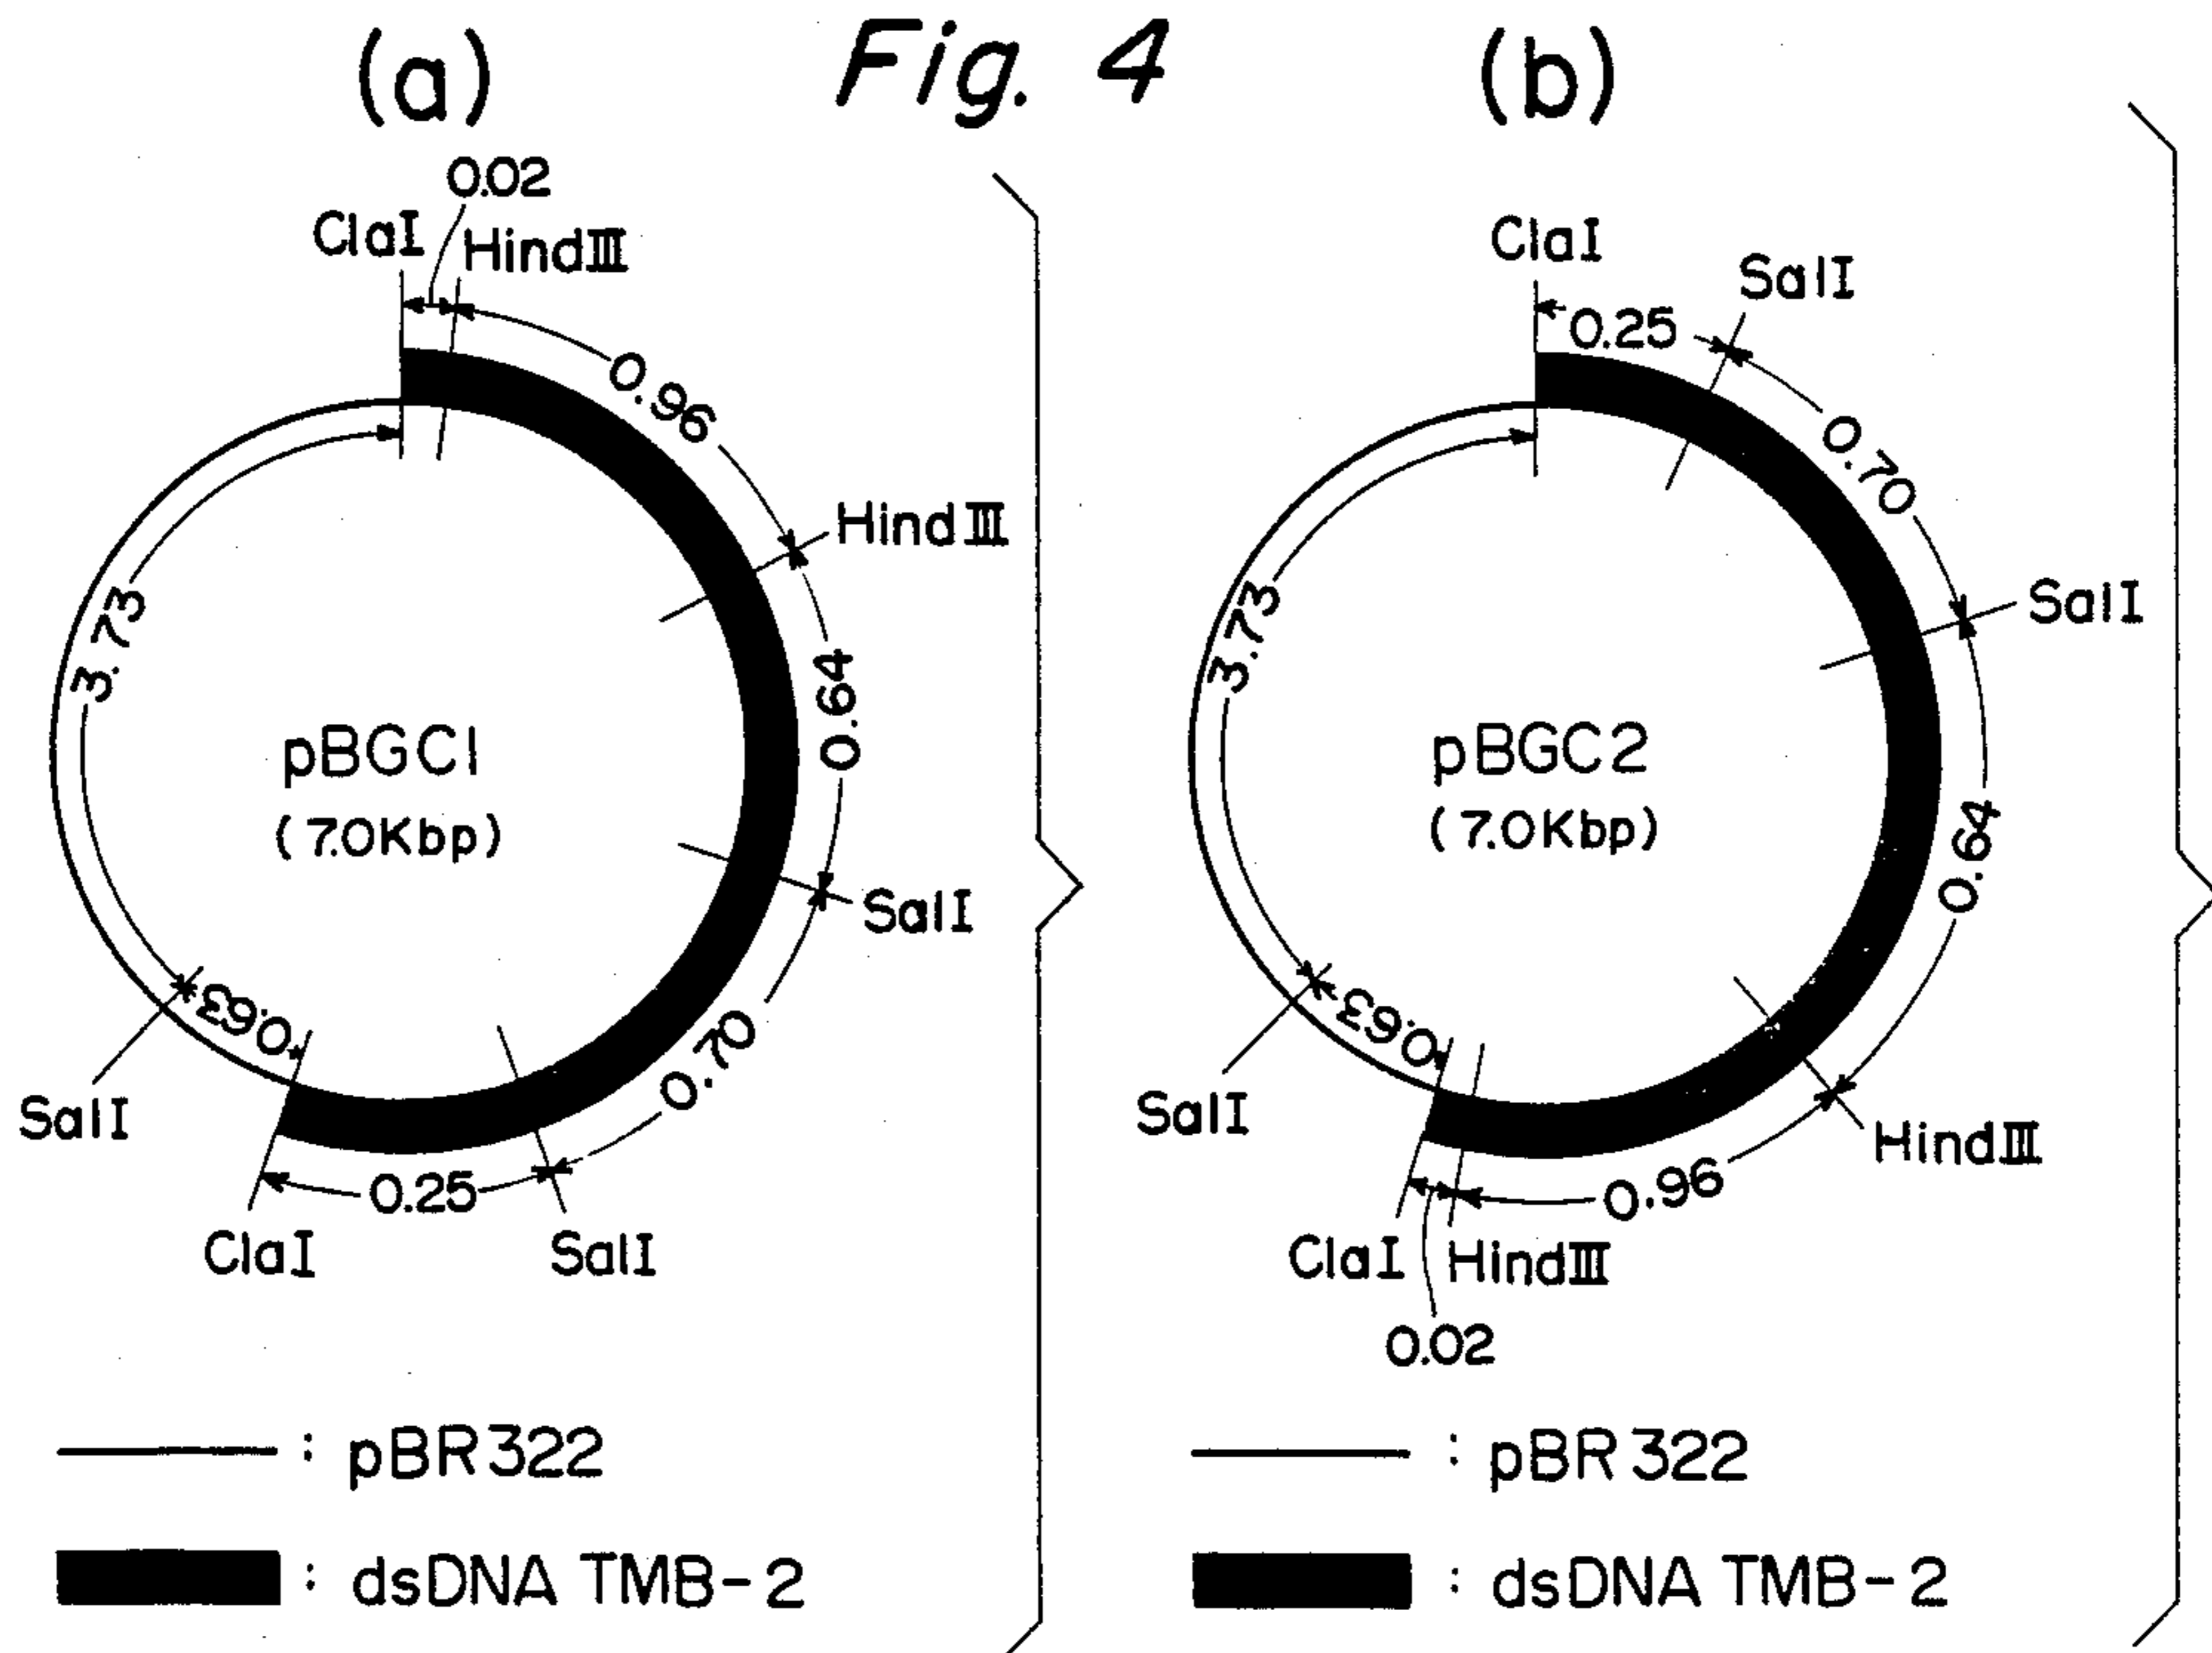 Fig. 4
(a)
0.02
ClaI
HindIII
0.96
HindIII
0.64
SalI
0.70
SalI
0.25
ClaI
0.63
SalI
3.73
pBGC1
(7.0Kbp)
: pBR322
: dsDNA TMB-2
(b)
ClaI
0.25
SalI
0.70
SalI
0.64
HindIII
0.96
HindIII
0.02
ClaI
0.63
SalI
3.73
pBGC2
(7.0Kbp)
: pBR322
: dsDNA TMB-2